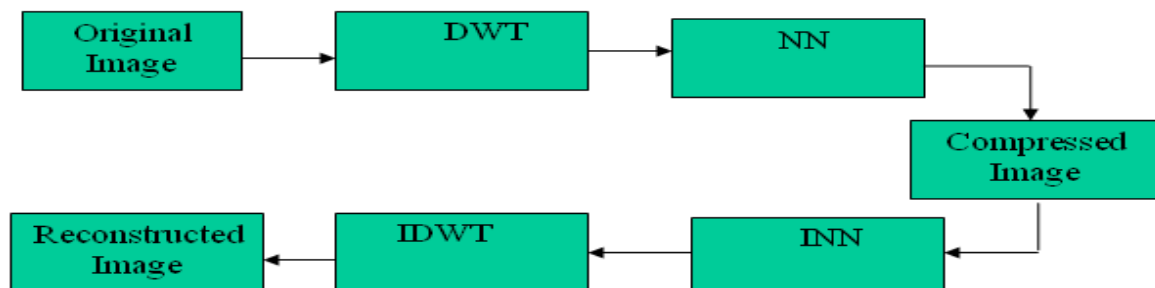 Original
Image
DWT
NN
Compressed
Image
INN
IDWT
Reconstructed
Image